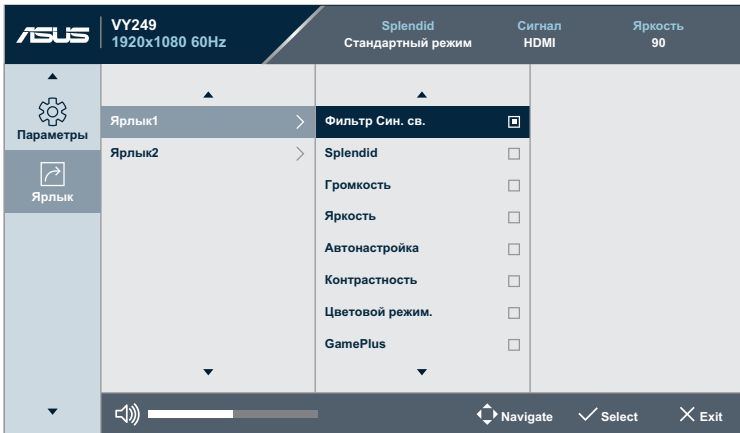 ASUS
VY249
1920x1080 60Hz
Splendid
Стандартный режим
Сигнал
HDMI
Яркость
90
Параметры
Ярлык
Ярлык1
Ярлык2
Фильтр Син. св.
Splendid
Громкость
Яркость
Автонастройка
Контрастность
Цветовой режим.
GamePlus
Navigate
Select
Exit